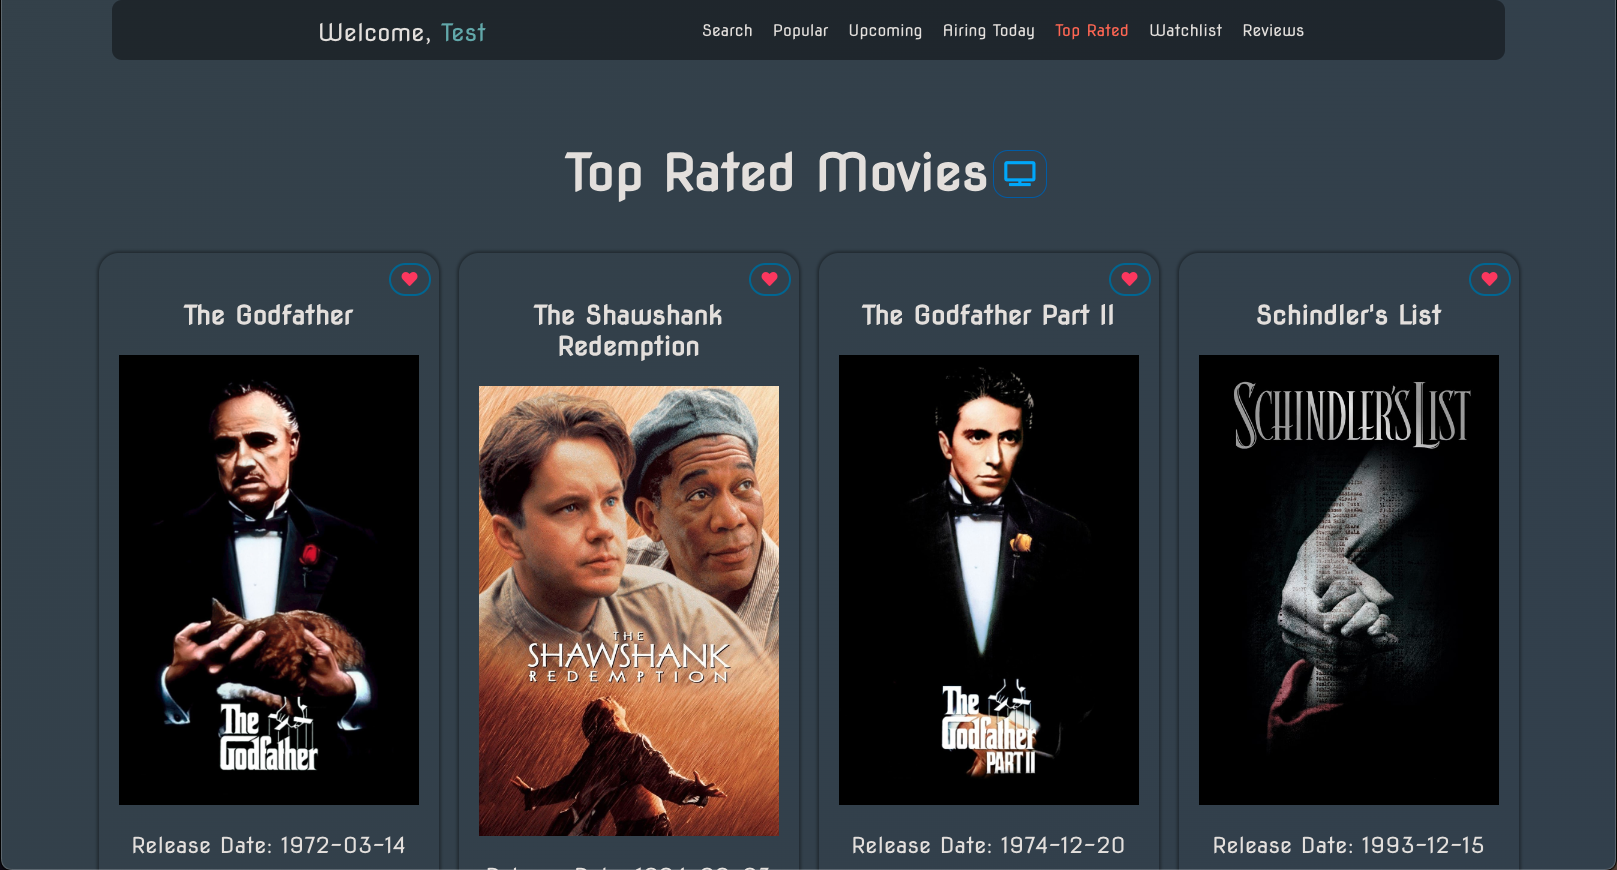 Welcome, Test
Search Popular Upcoming Airing Today Top Rated Watchlist Reviews
Top Rated Movies
The Godfather
The Shawshank
Redemption
The Godfather Part II
Schindler's List
The
Godfather
THE
SHAWSHANK
REDEMPTION
The
Godfather
PART II
SCHINDLER'S LIST
Release Date: 1972-03-14
Release Date: 1974-12-20
Release Date: 1993-12-15